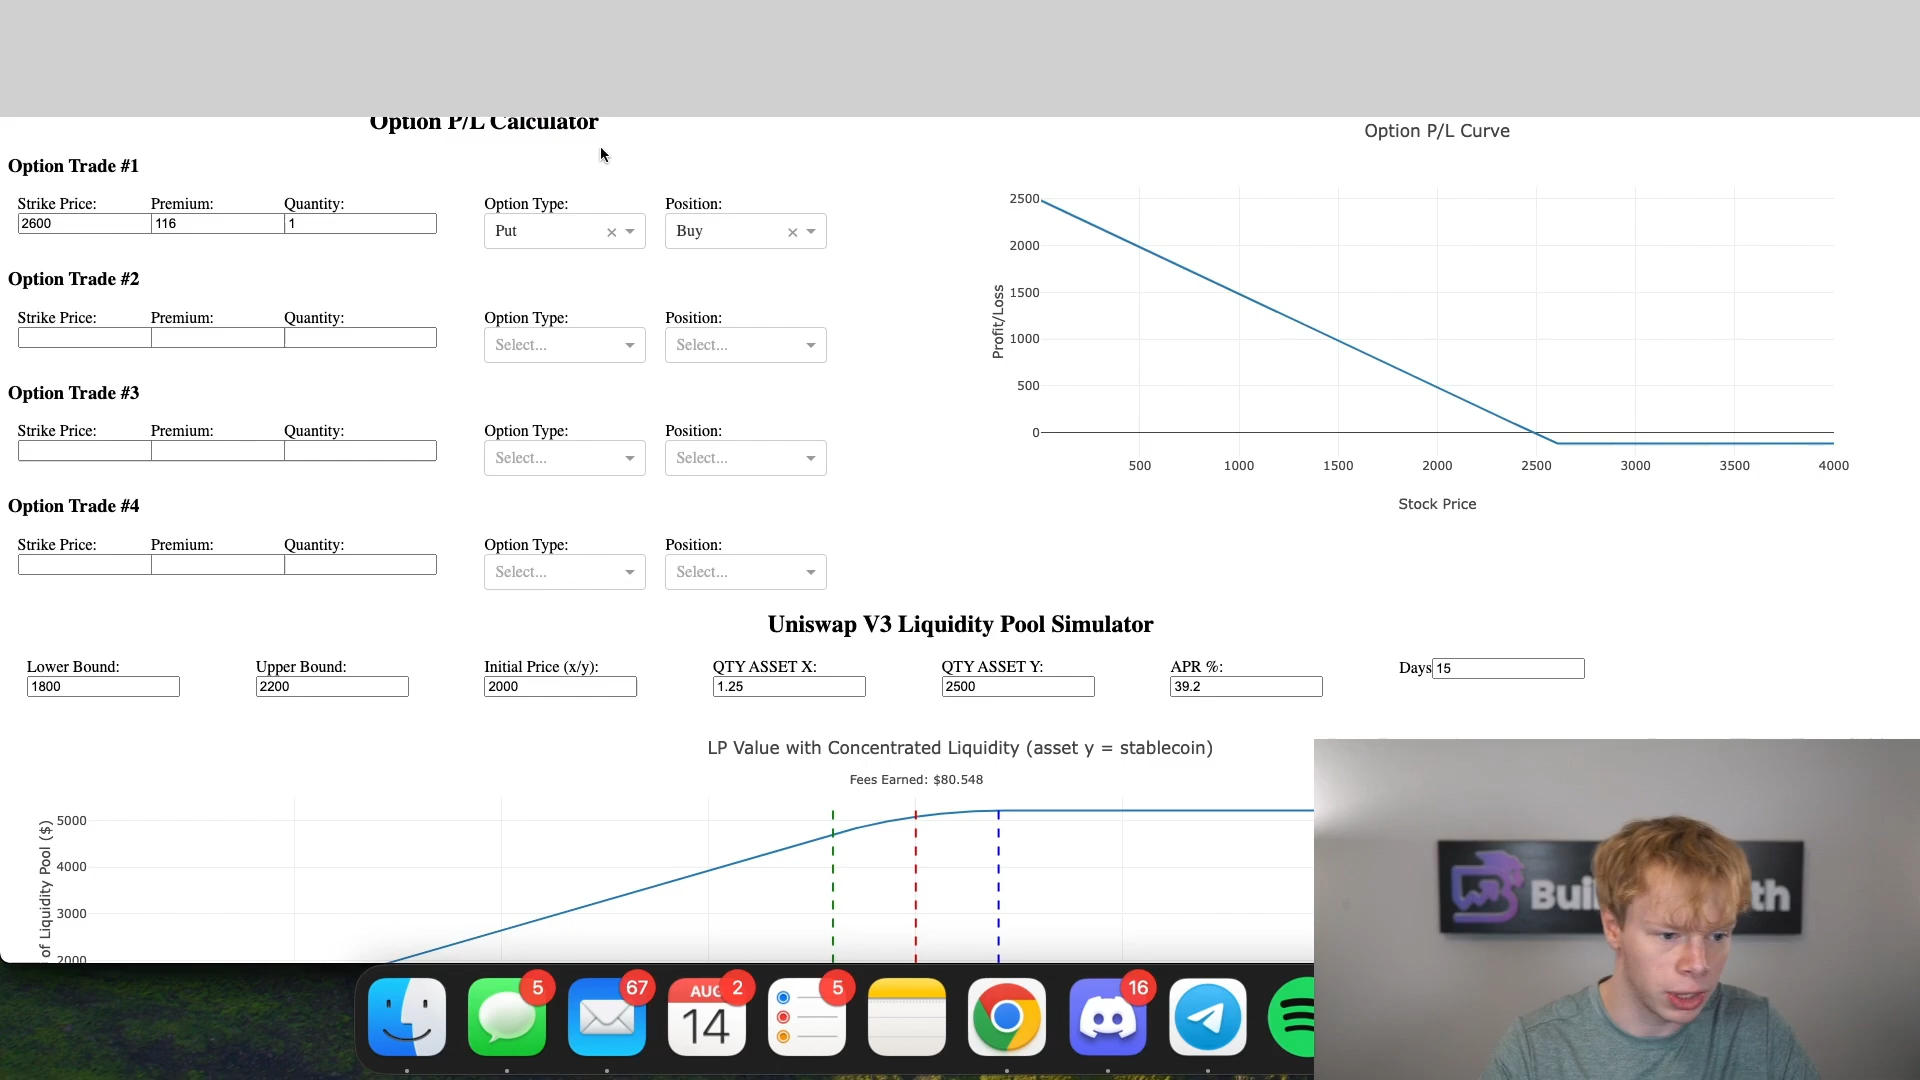 Option P/L Calculator
Option P/L Curve
Option Trade #1
Strike Price: Premium: Quantity: Option Type: Position:
2600 116 1 Put Buy
Option Trade #2
Strike Price: Premium: Quantity: Option Type: Position:
Select... Select...
Option Trade #3
Strike Price: Premium: Quantity: Option Type: Position:
Select... Select...
Option Trade #4
Strike Price: Premium: Quantity: Option Type: Position:
Select... Select...
2500
2000
1500
1000
500
0
Profit/Loss
500 1000 1500 2000 2500 3000 3500 4000
Stock Price
Uniswap V3 Liquidity Pool Simulator
Lower Bound: Upper Bound: Initial Price (x/y): QTY ASSET X: QTY ASSET Y: APR %: Days 15
1800 2200 2000 1.25 2500 39.2
LP Value with Concentrated Liquidity (asset y = stablecoin)
Fees Earned: $80.548
5000
4000
3000
2000
of Liquidity Pool ($)
5 67 2 5 16
AUG
14
Buil th